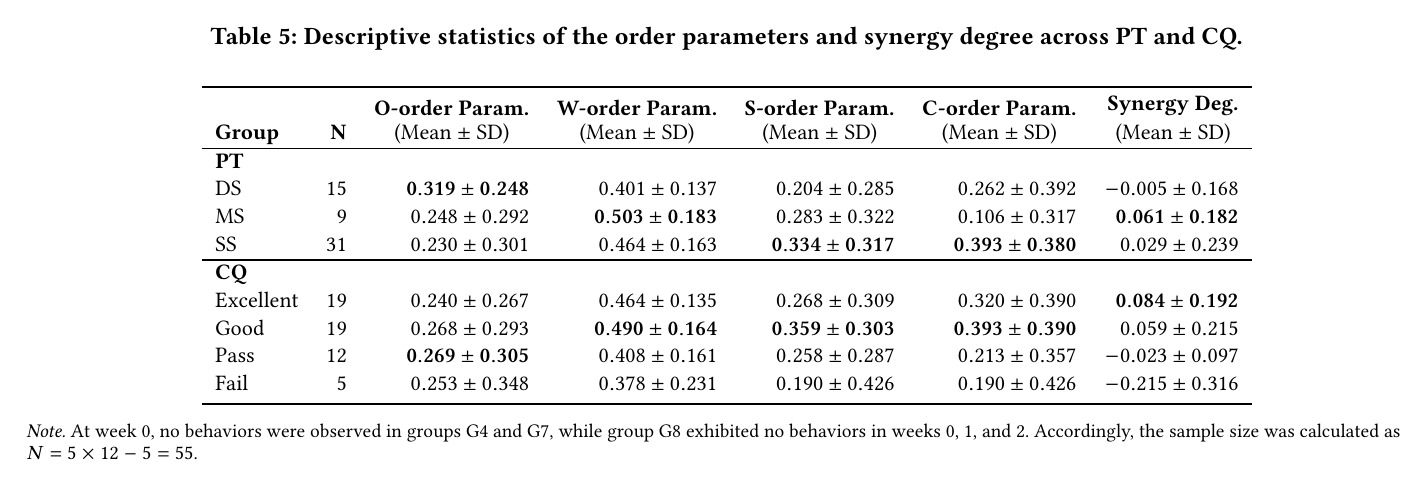 Table 5: Descriptive statistics of the order parameters and synergy degree across PT and CQ.
Group N O-order Param. (Mean ± SD) W-order Param. (Mean ± SD) S-order Param. (Mean ± SD) C-order Param. (Mean ± SD) Synergy Deg. (Mean ± SD)
PT
DS 15 0.319 ± 0.248 0.401 ± 0.137 0.204 ± 0.285 0.262 ± 0.392 −0.005 ± 0.168
MS 9 0.248 ± 0.292 0.503 ± 0.183 0.283 ± 0.322 0.106 ± 0.317 0.061 ± 0.182
SS 31 0.230 ± 0.301 0.464 ± 0.163 0.334 ± 0.317 0.393 ± 0.380 0.029 ± 0.239
CQ
Excellent 19 0.240 ± 0.267 0.464 ± 0.135 0.268 ± 0.309 0.320 ± 0.390 0.084 ± 0.192
Good 19 0.268 ± 0.293 0.490 ± 0.164 0.359 ± 0.303 0.393 ± 0.390 0.059 ± 0.215
Pass 12 0.269 ± 0.305 0.408 ± 0.161 0.258 ± 0.287 0.213 ± 0.357 −0.023 ± 0.097
Fail 5 0.253 ± 0.348 0.378 ± 0.231 0.190 ± 0.426 0.190 ± 0.426 −0.215 ± 0.316
Note. At week 0, no behaviors were observed in groups G4 and G7, while group G8 exhibited no behaviors in weeks 0, 1, and 2. Accordingly, the sample size was calculated as
N = 5 × 12 − 5 = 55.